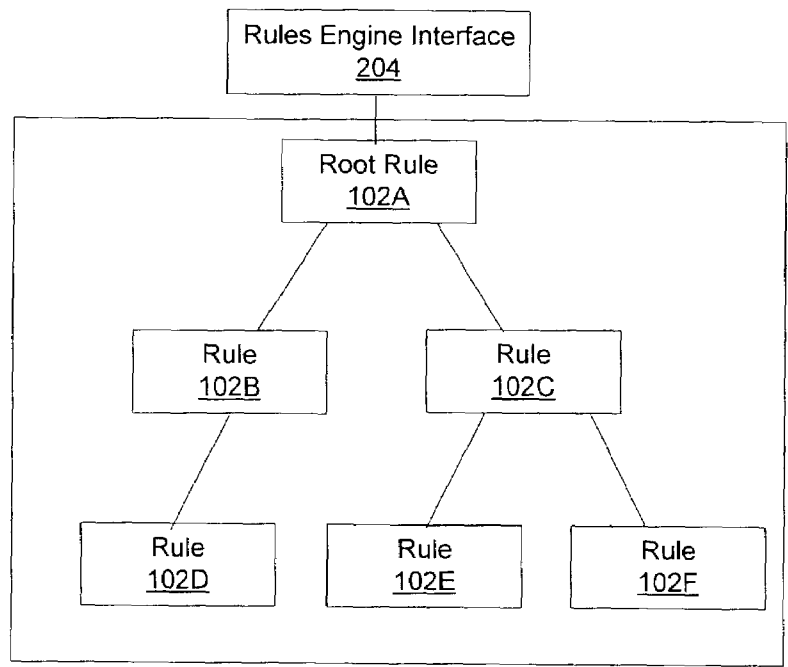 Rules Engine Interface
204
Root Rule
102A
Rule
102B
Rule
102C
Rule
102D
Rule
102E
Rule
102F